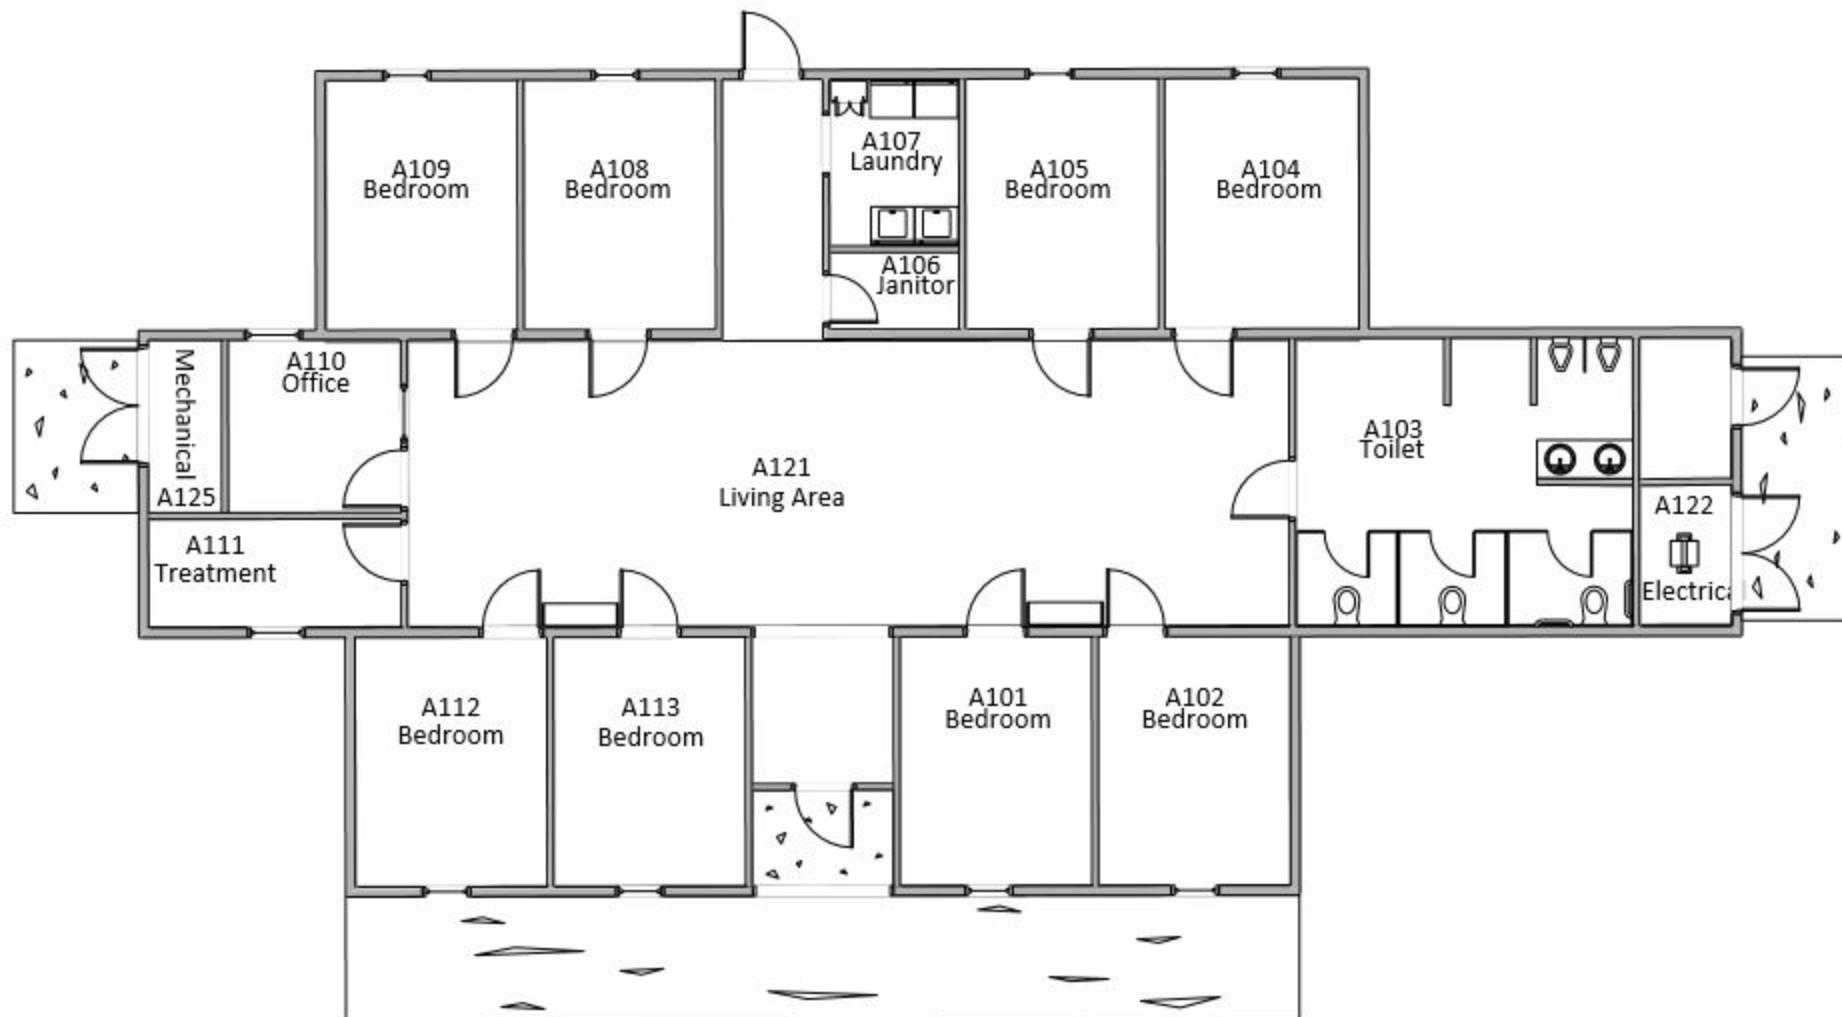 A109
Bedroom
A108
Bedroom
A107
Laundry
A105
Bedroom
A104
Bedroom
A106
Janitor
Mechanical
A125
A110
Office
A103
Toilet
A121
Living Area
A122
Electrica
A111
Treatment
A112
Bedroom
A113
Bedroom
A101
Bedroom
A102
Bedroom